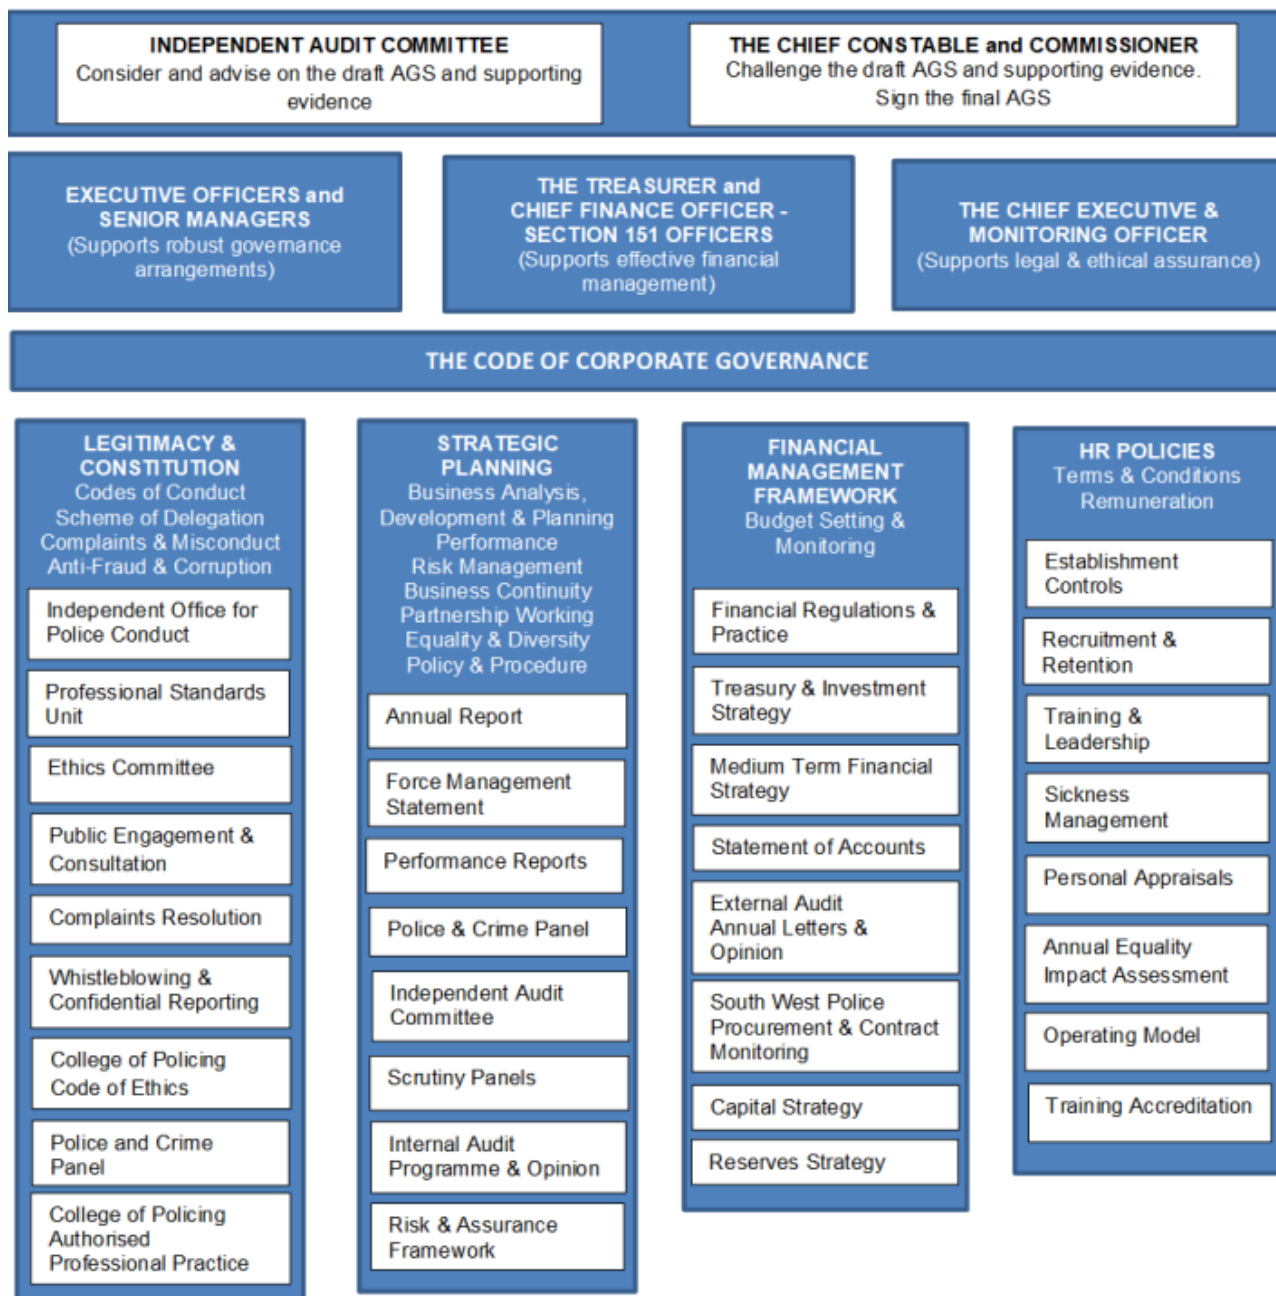 INDEPENDENT AUDIT COMMITTEE
Consider and advise on the draft AGS and supporting
evidence
THE CHIEF CONSTABLE and COMMISSIONER
Challenge the draft AGS and supporting evidence.
Sign the final AGS
EXECUTIVE OFFICERS and
SENIOR MANAGERS
(Supports robust governance
arrangements)
THE TREASURER and
CHIEF FINANCE OFFICER -
SECTION 151 OFFICERS
(Supports effective financial
management)
THE CHIEF EXECUTIVE &
MONITORING OFFICER
(Supports legal & ethical assurance)
THE CODE OF CORPORATE GOVERNANCE
LEGITIMACY &
CONSTITUTION
Codes of Conduct
Scheme of Delegation
Complaints & Misconduct
Anti-Fraud & Corruption
Independent Office for
Police Conduct
Professional Standards
Unit
Ethics Committee
Public Engagement &
Consultation
Complaints Resolution
Whistleblowing &
Confidential Reporting
College of Policing
Code of Ethics
Police and Crime
Panel
College of Policing
Authorised
Professional Practice
STRATEGIC
PLANNING
Business Analysis,
Development & Planning
Performance
Risk Management
Business Continuity
Partnership Working
Equality & Diversity
Policy & Procedure
Annual Report
Force Management
Statement
Performance Reports
Police & Crime Panel
Independent Audit
Committee
Scrutiny Panels
Internal Audit
Programme & Opinion
Risk & Assurance
Framework
FINANCIAL
MANAGEMENT
FRAMEWORK
Budget Setting &
Monitoring
Financial Regulations &
Practice
Treasury & Investment
Strategy
Medium Term Financial
Strategy
Statement of Accounts
External Audit
Annual Letters &
Opinion
South West Police
Procurement & Contract
Monitoring
Capital Strategy
Reserves Strategy
HR POLICIES
Terms & Conditions
Remuneration
Establishment
Controls
Recruitment &
Retention
Training &
Leadership
Sickness
Management
Personal Appraisals
Annual Equality
Impact Assessment
Operating Model
Training Accreditation